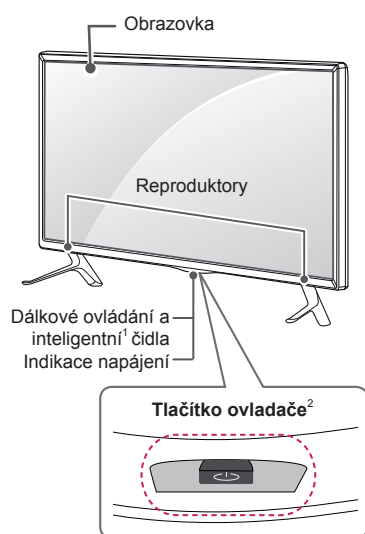 Obrazovka
Reproduktory
Dálkové ovládání a
inteligentní¹ čidla
Indikace napájení
Tlačítko ovladače²